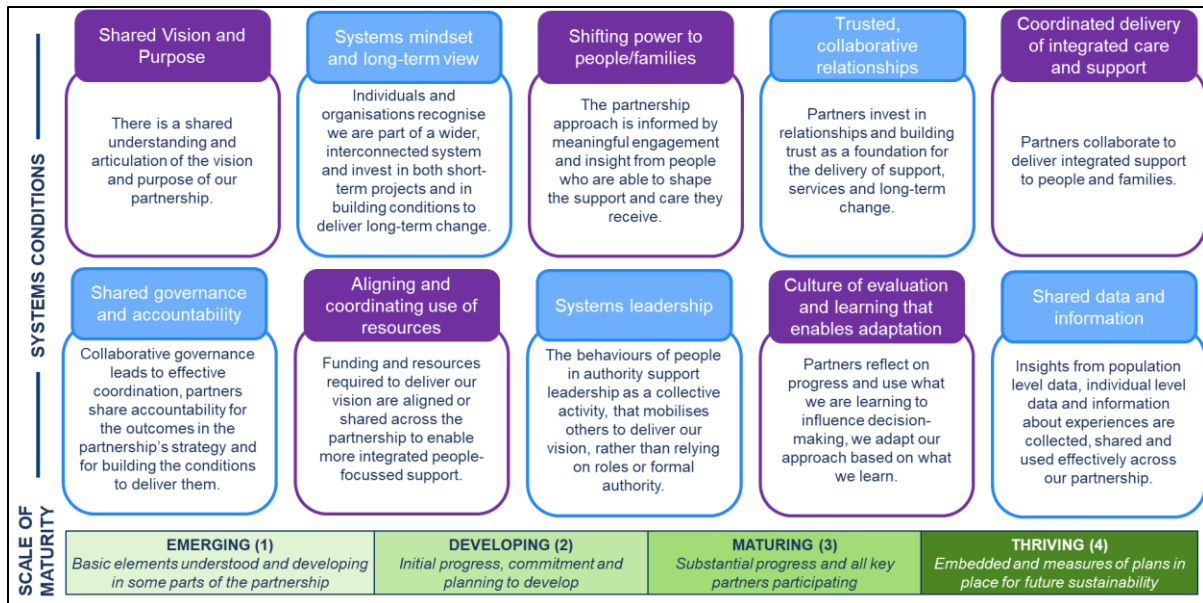 SYSTEMS CONDITIONS
Shared Vision and
Purpose
There is a shared
understanding and
articulation of the vision
and purpose of our
partnership.
Systems mindset
and long-term view
Individuals and
organisations recognise
we are part of a wider,
interconnected system
and invest in both short-
term projects and in
building conditions to
deliver long-term change.
Shifting power to
people/families
The partnership
approach is informed by
meaningful engagement
and insight from people
who are able to shape
the support and care they
receive.
Trusted,
collaborative
relationships
Partners invest in
relationships and building
trust as a foundation for
the delivery of support,
services and long-term
change.
Coordinated delivery
of integrated care
and support
Partners collaborate to
deliver integrated support
to people and families.
Shared governance
and accountability
Collaborative governance
leads to effective
coordination, partners
share accountability for
the outcomes in the
partnership's strategy and
for building the conditions
to deliver them.
Aligning and
coordinating use of
resources
Funding and resources
required to deliver our
vision are aligned or
shared across the
partnership to enable
more integrated people-
focussed support.
Systems leadership
The behaviours of people
in authority support
leadership as a collective
activity, that mobilises
others to deliver our
vision, rather than relying
on roles or formal
authority.
Culture of evaluation
and learning that
enables adaptation
Partners reflect on
progress and use what
we are learning to
influence decision-
making, we adapt our
approach based on what
we learn.
Shared data and
information
Insights from population
level data, individual level
data and information
about experiences are
collected, shared and
used effectively across
our partnership.
SCALE OF
MATURITY
EMERGING (1)
Basic elements understood and developing
in some parts of the partnership
DEVELOPING (2)
Initial progress, commitment and
planning to develop
MATURING (3)
Substantial progress and all key
partners participating
THRIVING (4)
Embedded and measures of plans in
place for future sustainability